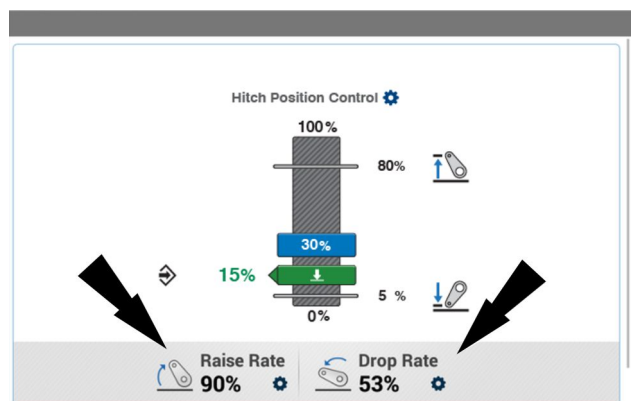 Hitch Position Control
100%
80%
30%
15%
5 %
0%
Raise Rate
90%
Drop Rate
53%